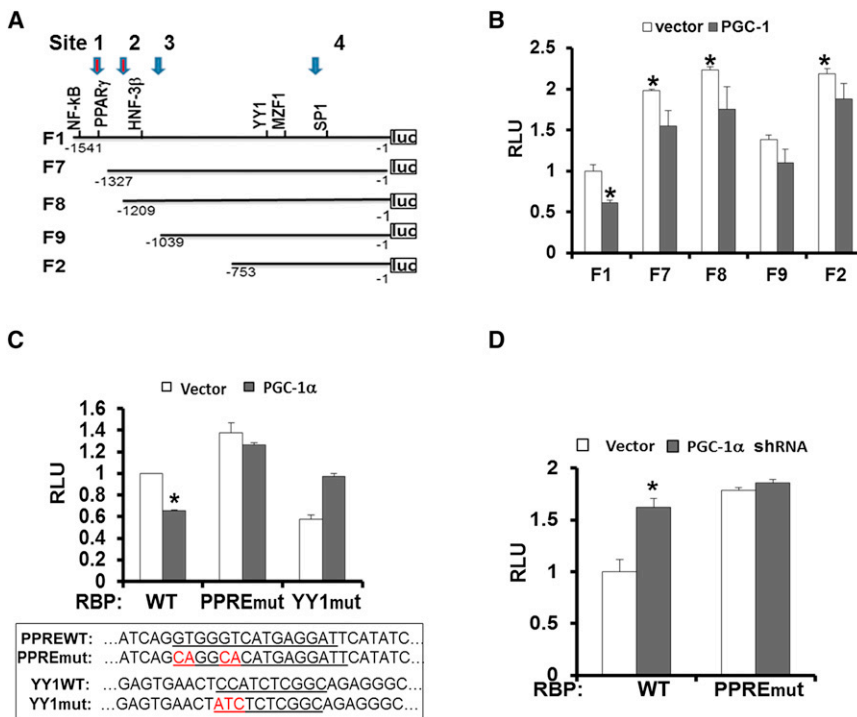 A
Site 1 2 3 4
NF-kB PPARγ HNF-3β YY1 MZF1 SP1
F1 luc
-1541 -1
F7 luc
-1327 -1
F8 luc
-1209 -1
F9 luc
-1039 -1
F2 luc
-753 -1
B
vector PGC-1
RLU
2.5
2
1.5
1
0.5
0
* * * *
F1 F7 F8 F9 F2
C
Vector PGC-1α
RLU
1.6
1.4
1.2
1
0.8
0.6
0.4
0.2
0
*
RBP: WT PPREmut YY1mut
PPREWT: ...ATCAGGTGGGTCATGAGGATTCATATC...
PPREmut: ...ATCAGCAGGCACATGAGGATTCATATC...
YY1WT: ...GAGTGAACTCCATCTCGGCAGAGGGC...
YY1mut: ...GAGTGAACTATCTCTCGGCAGAGGGC...
D
Vector PGC-1α shRNA
RLU
2
1.5
1
0.5
0
*
RBP: WT PPREmut